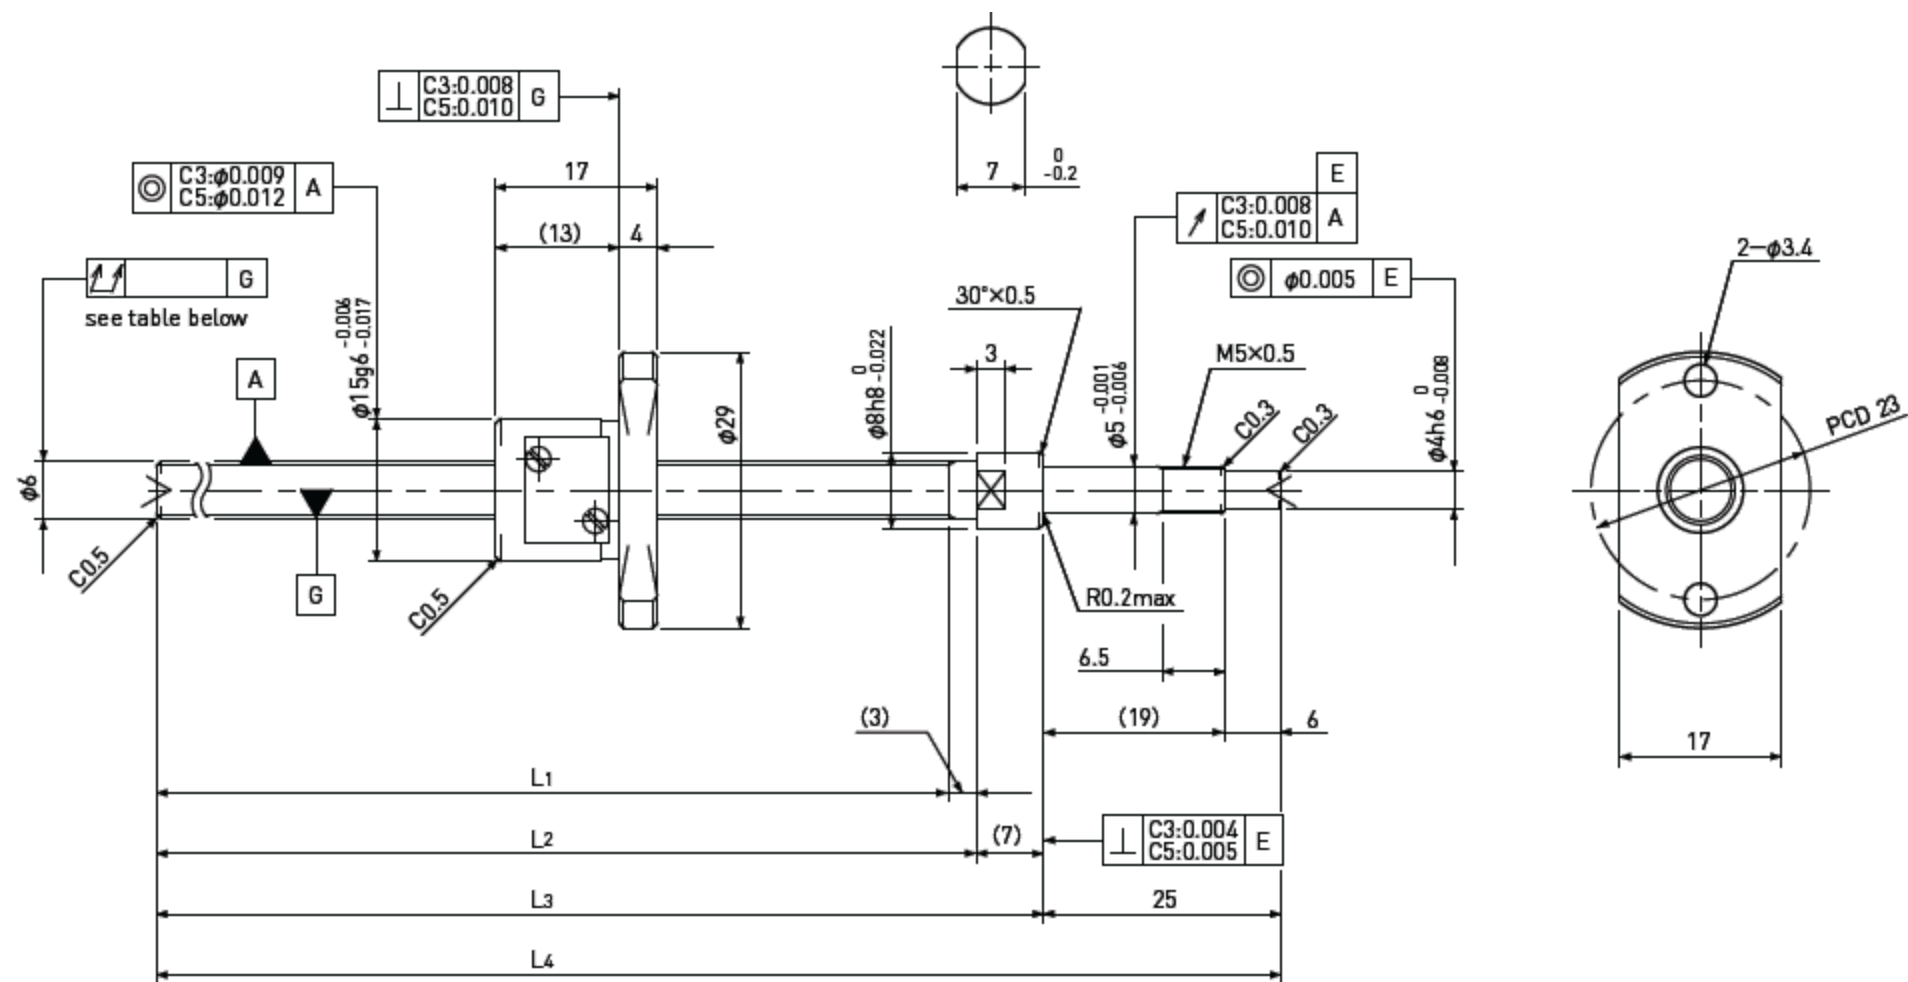 C3:0.008
C5:0.010
G
C3:φ0.009
C5:φ0.012
A
G
see table below
17
(13)
4
7
0
-0.2
E
C3:0.008
C5:0.010
A
φ0.005
E
2-φ3.4
30°×0.5
3
M5×0.5
φ15g6
-0.006
-0.017
φ8h8
0
-0.022
φ5
-0.001
-0.006
C0.3
C0.3
φ4h6
0
-0.008
PCD 23
A
φ6
φ29
G
C0.5
C0.5
R0.2max
6.5
(3)
(19)
6
17
L1
L2
(7)
C3:0.004
C5:0.005
E
L3
25
L4